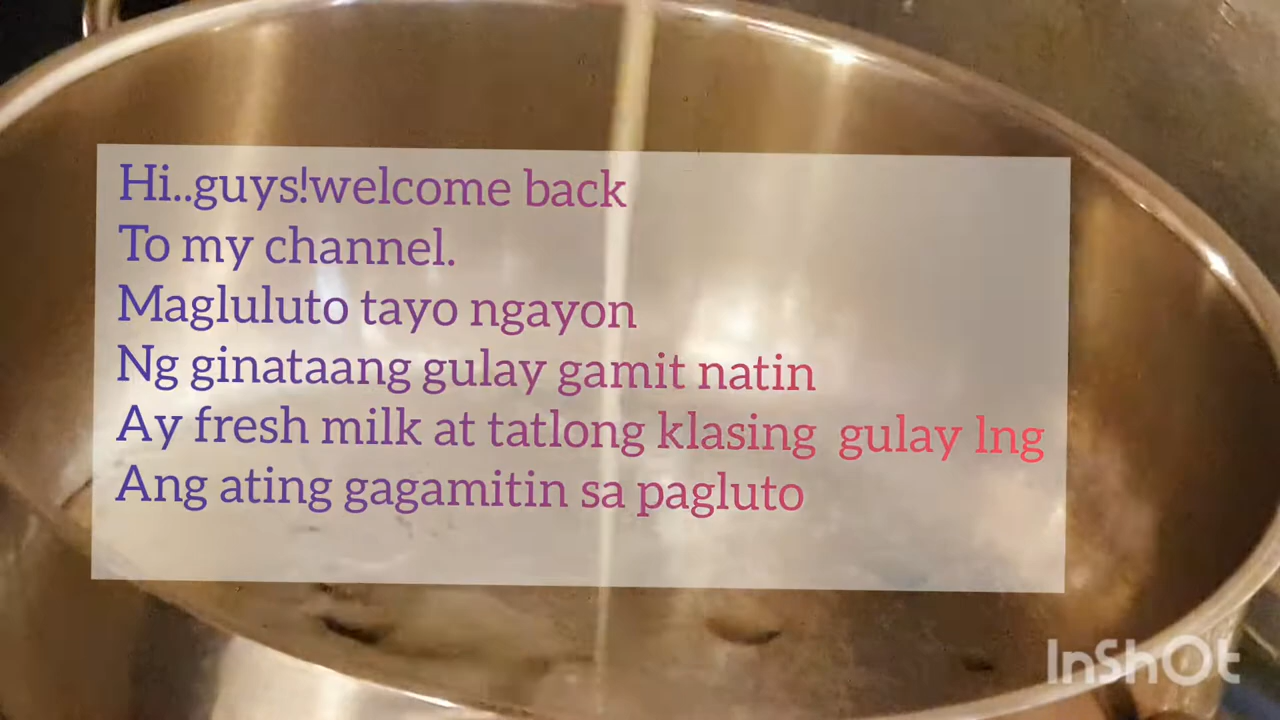 Hi..guys!welcome back
To my channel.
Magluluto tayo ngayon
Ng ginataang gulay gamit natin
Ay fresh milk at tatlong klasing gulay lng
Ang ating gagamitin sa pagluto
InShOt